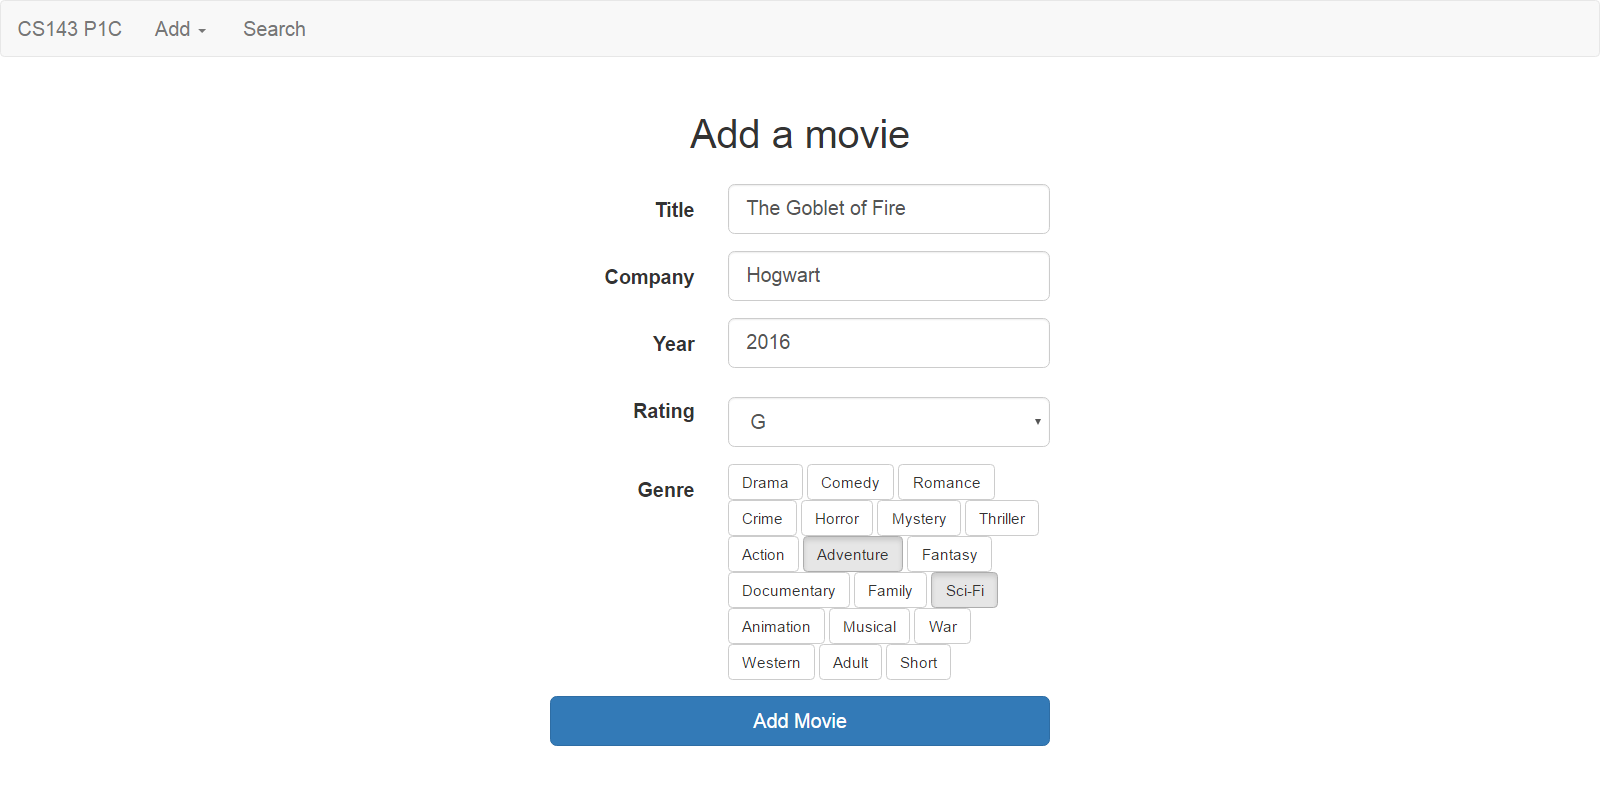 CS143 P1C Add Search
Add a movie
Title The Goblet of Fire
Company Hogwart
Year 2016
Rating G
Genre Drama Comedy Romance
Crime Horror Mystery Thriller
Action Adventure Fantasy
Documentary Family Sci-Fi
Animation Musical War
Western Adult Short
Add Movie